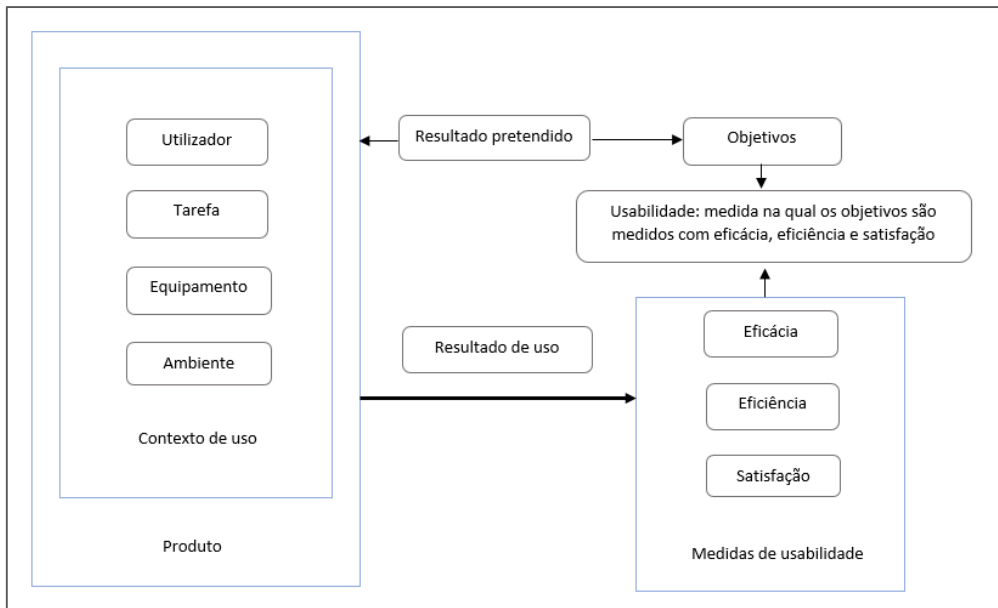 Utilizador
Tarefa
Equipamento
Ambiente
Contexto de uso
Produto
Resultado pretendido
Objetivos
Usabilidade: medida na qual os objetivos são
medidos com eficácia, eficiência e satisfação
Resultado de uso
Eficácia
Eficiência
Satisfação
Medidas de usabilidade